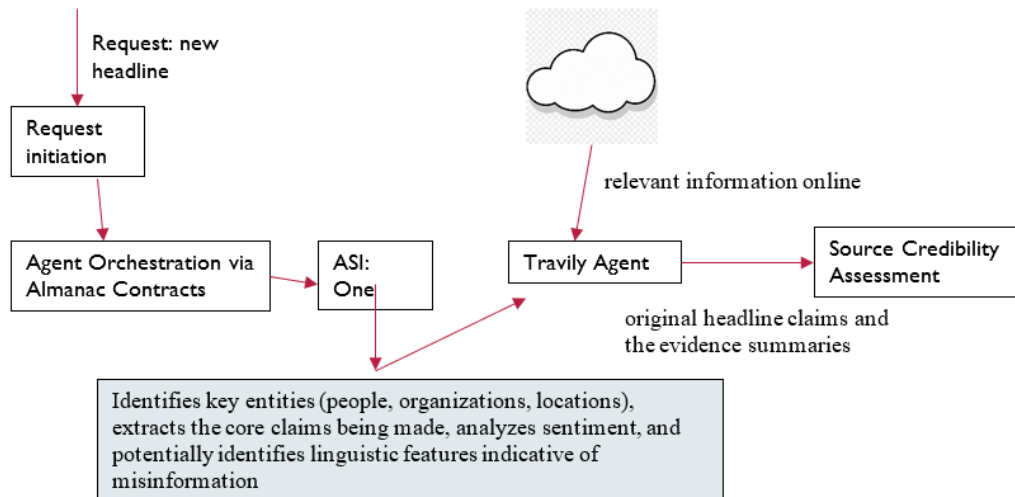 Request: new
headline
Request
initiation
relevant information online
Agent Orchestration via
Almanac Contracts
ASI:
One
Travily Agent
Source Credibility
Assessment
original headline claims and
the evidence summaries
Identifies key entities (people, organizations, locations),
extracts the core claims being made, analyzes sentiment, and
potentially identifies linguistic features indicative of
misinformation